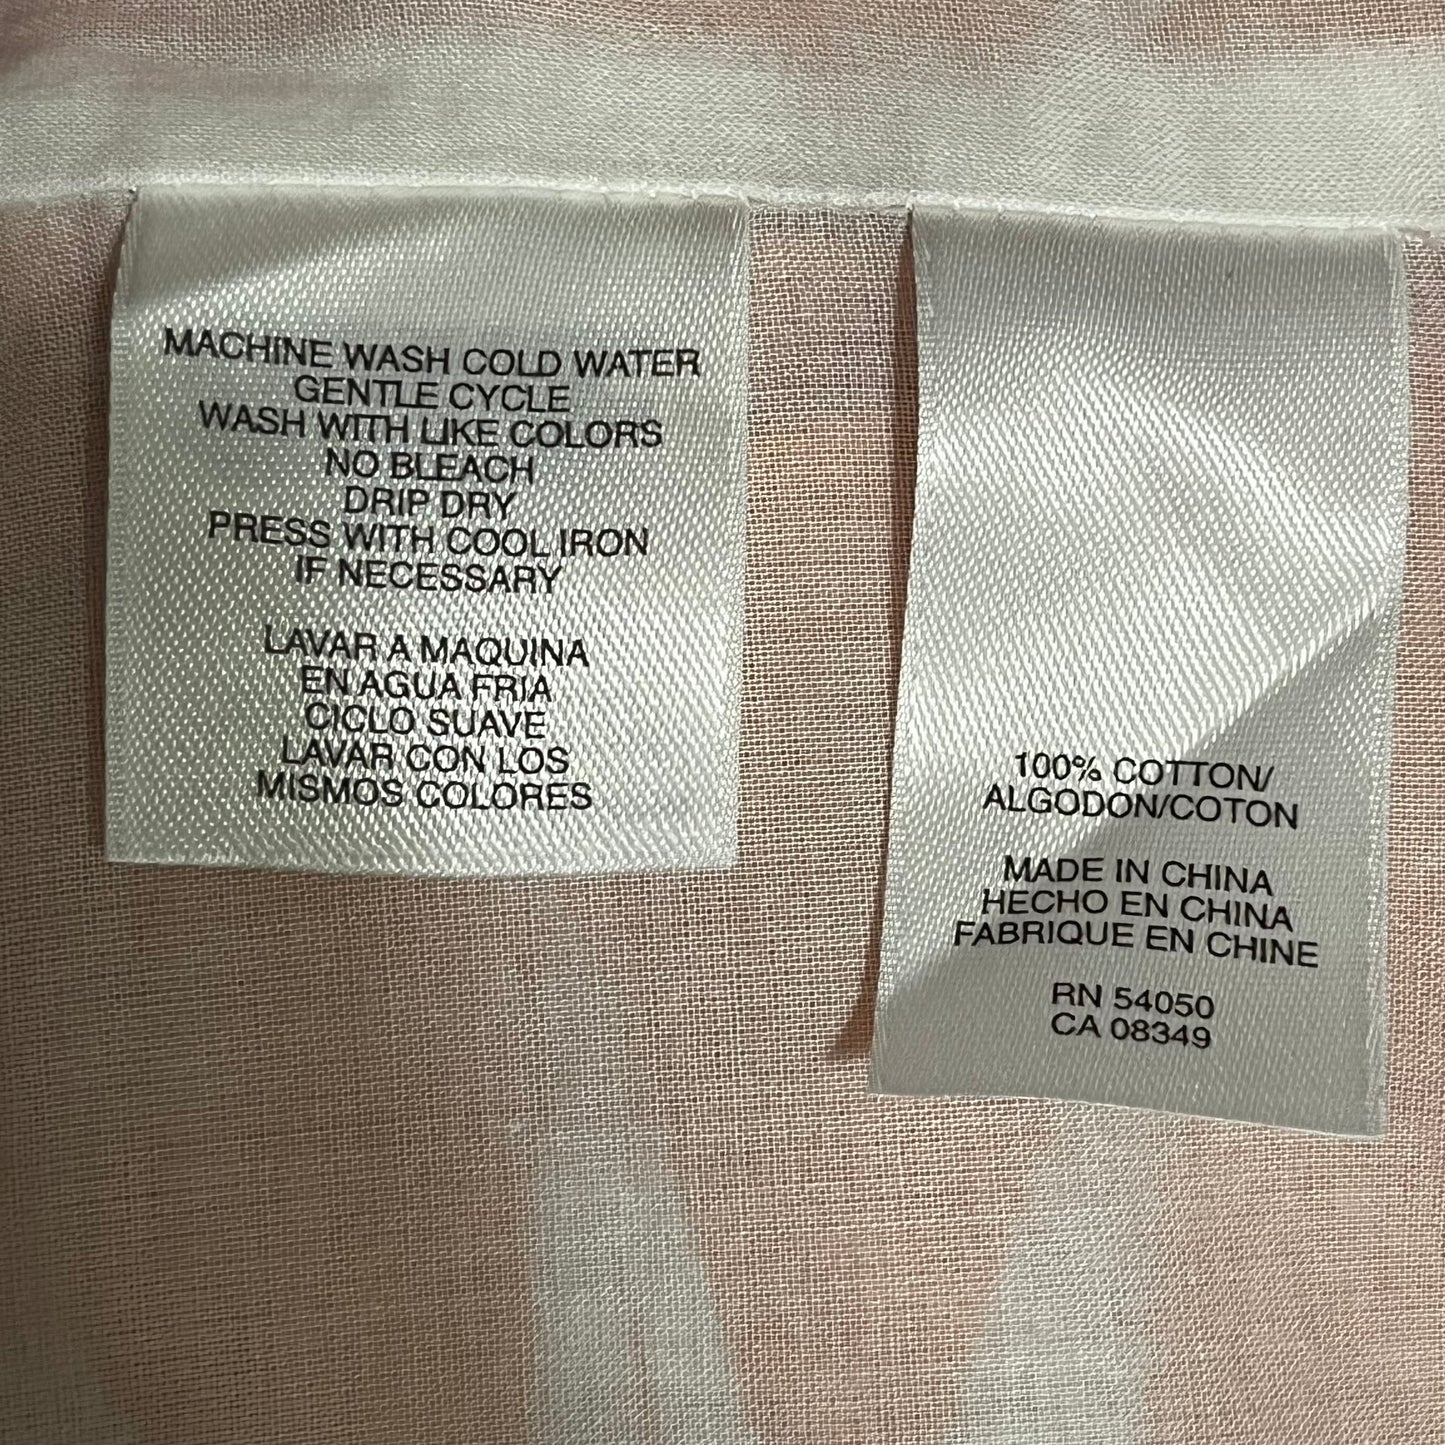 MACHINE WASH COLD WATER
GENTLE CYCLE
WASH WITH LIKE COLORS
NO BLEACH
DRIP DRY
PRESS WITH COOL IRON
IF NECESSARY
LAVAR A MAQUINA
EN AGUA FRIA
CICLO SUAVE
LAVAR CON LOS
MISMOS COLORES
100% COTTON/
ALGODON/COTON
MADE IN CHINA
HECHO EN CHINA
FABRIQUE EN CHINE
RN 54050
CA 08349